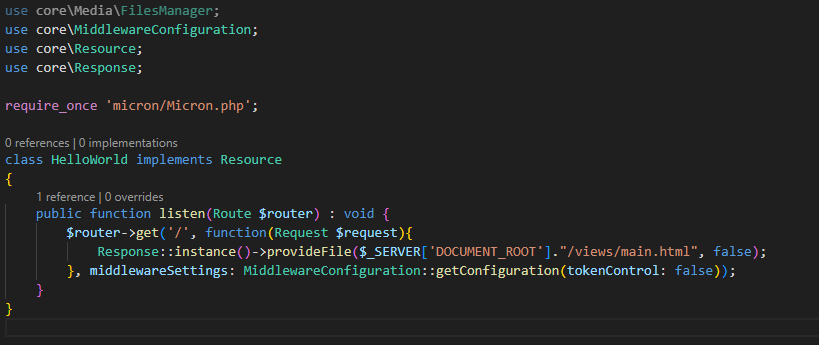 use core\Media\FilesManager;
use core\MiddlewareConfiguration;
use core\Resource;
use core\Response;
require_once 'micron/Micron.php';
0 references | 0 implementations
class HelloWorld implements Resource
{
1 reference | 0 overrides
public function listen(Route $router) : void {
$router->get('/', function(Request $request){
Response::instance()->provideFile($_SERVER['DOCUMENT_ROOT']."/views/main.html", false);
}, middlewareSettings: MiddlewareConfiguration::getConfiguration(tokenControl: false));
}
}